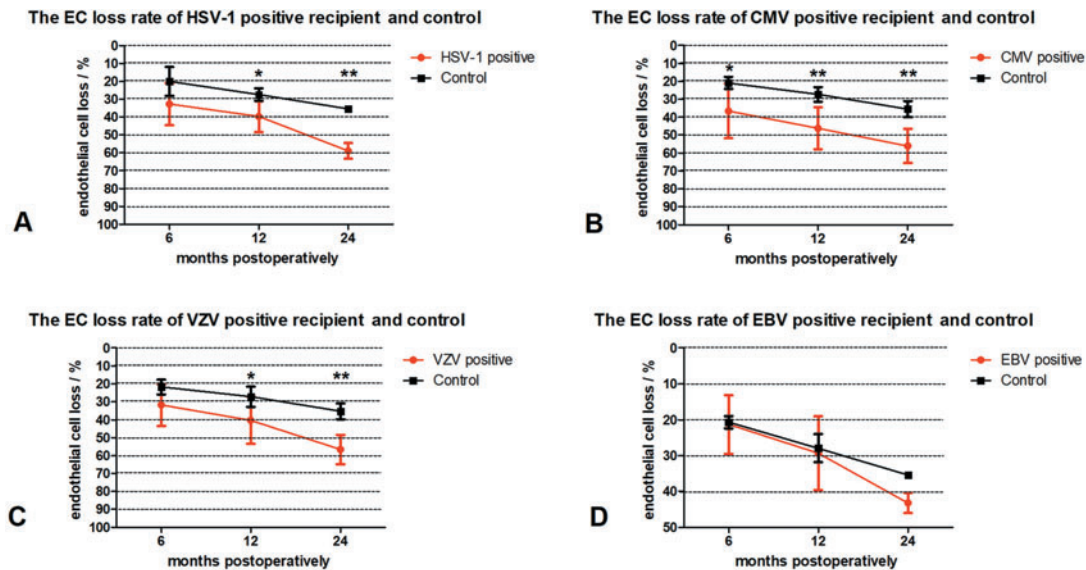 The EC loss rate of HSV-1 positive recipient and control
endothelial cell loss / %
0
10
20
30
40
50
60
70
80
90
100
*
**
HSV-1 positive
Control
6
12
24
months postoperatively
A
The EC loss rate of CMV positive recipient and control
endothelial cell loss / %
0
10
20
30
40
50
60
70
80
90
100
*
**
**
CMV positive
Control
6
12
24
months postoperatively
B
The EC loss rate of VZV positive recipient and control
endothelial cell loss / %
0
10
20
30
40
50
60
70
80
90
100
*
**
VZV positive
Control
6
12
24
months postoperatively
C
The EC loss rate of EBV positive recipient and control
endothelial cell loss / %
0
10
20
30
40
50
EBV positive
Control
6
12
24
months postoperatively
D